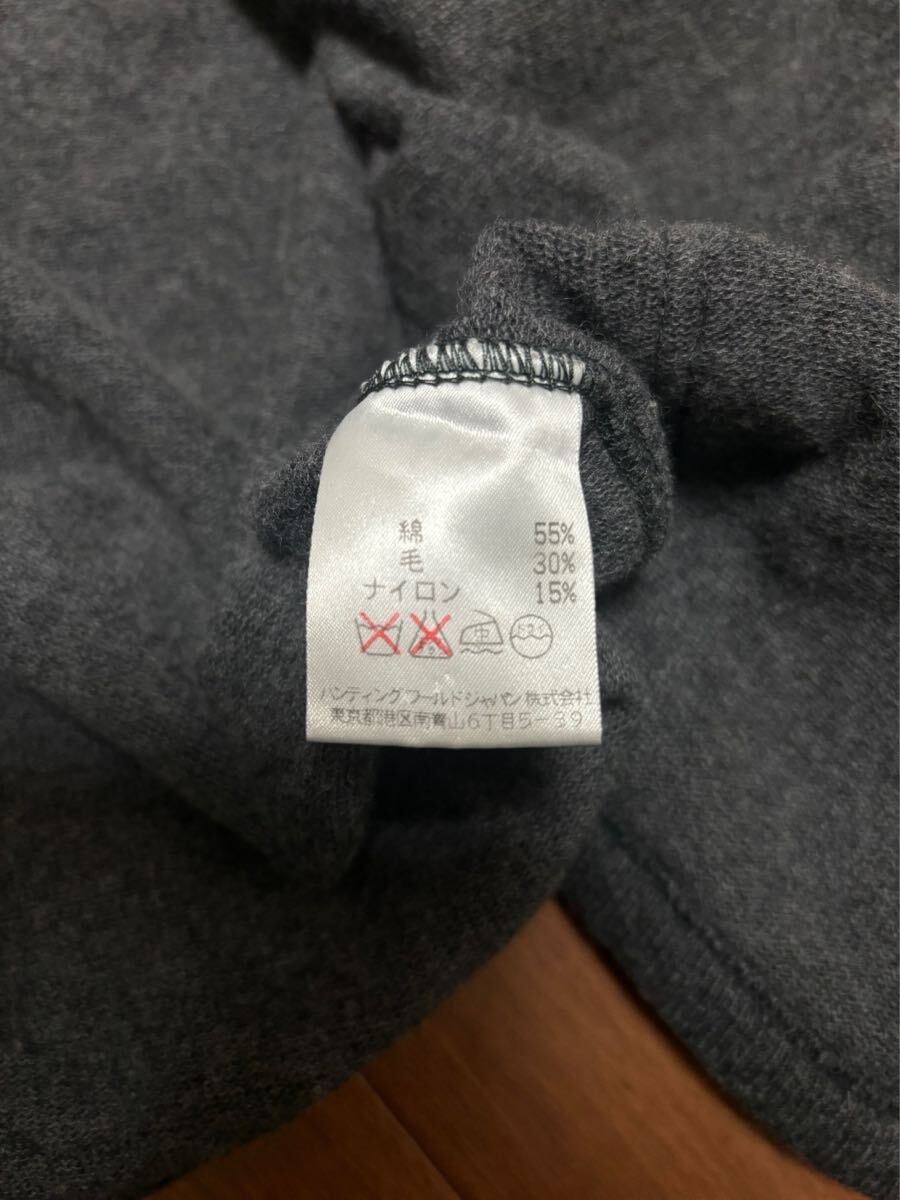 綿 55%
毛 30%
ナイロン 15%
中
ハンティングワールドジャパン株式会社
東京都港区南青山6丁目5-39